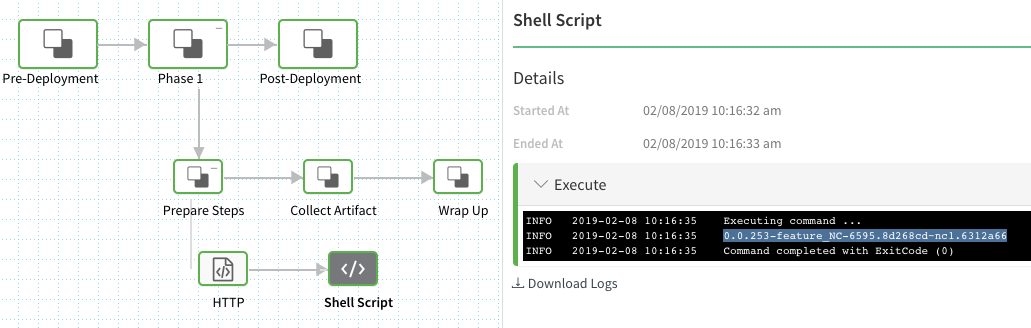 Pre-Deployment
Phase 1
Post-Deployment
Prepare Steps
Collect Artifact
Wrap Up
HTTP
Shell Script
Shell Script
Details
Started At 02/08/2019 10:16:32 am
Ended At 02/08/2019 10:16:33 am
Execute
INFO 2019-02-08 10:16:35 Executing command ...
INFO 2019-02-08 10:16:35 0.0.253-feature_NC-6595.8d268cd-nc1.6312a66
INFO 2019-02-08 10:16:35 Command completed with ExitCode (0)
Download Logs